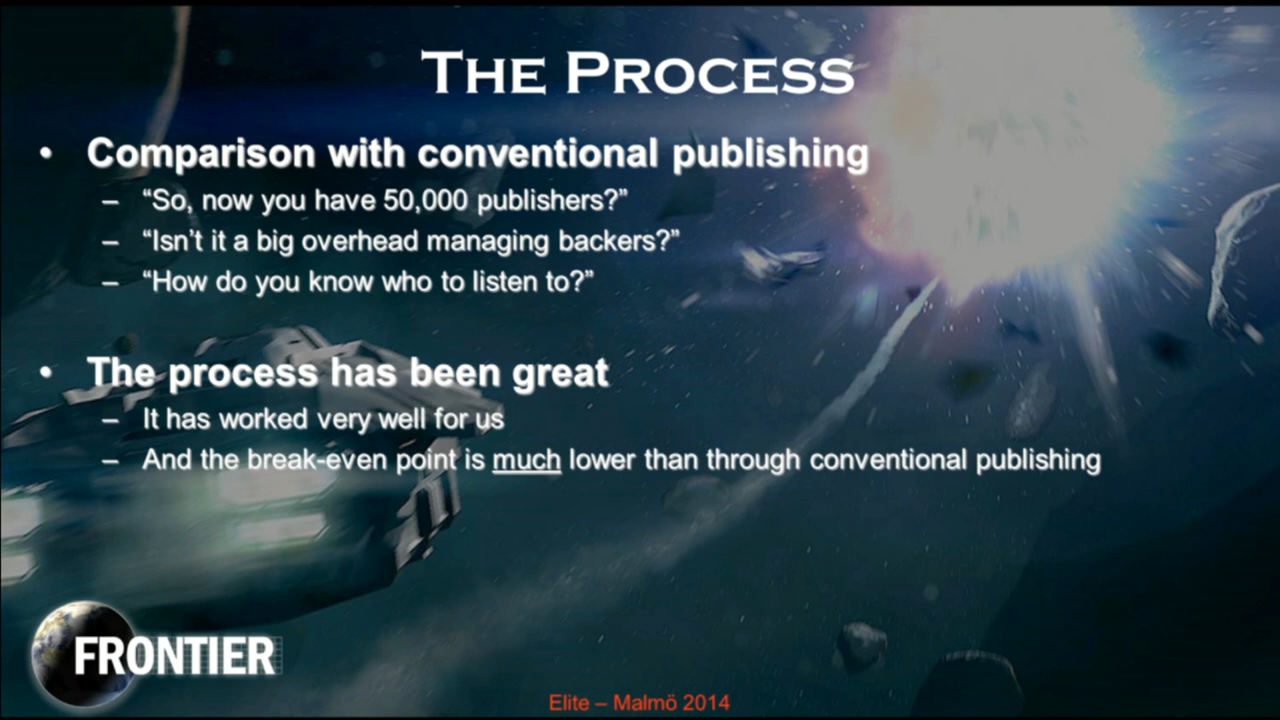 THE PROCESS
• Comparison with conventional publishing
– “So, now you have 50,000 publishers?”
– “Isn’t it a big overhead managing backers?”
– “How do you know who to listen to?”
• The process has been great
– It has worked very well for us
– And the break-even point is much lower than through conventional publishing
FRONTIER
Elite – Malmö 2014